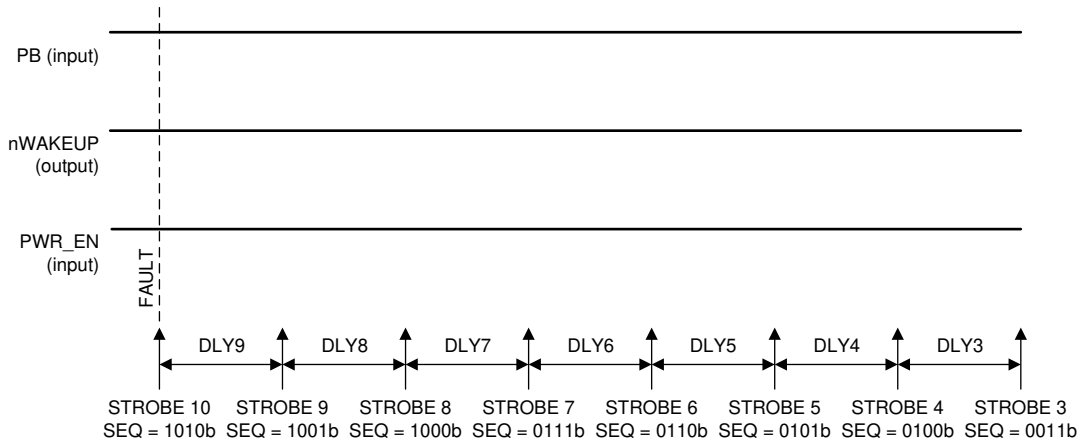 PB (input)
nWAKEUP
(output)
PWR_EN
(input)
FAULT
DLY9 DLY8 DLY7 DLY6 DLY5 DLY4 DLY3
STROBE 10 STROBE 9 STROBE 8 STROBE 7 STROBE 6 STROBE 5 STROBE 4 STROBE 3
SEQ = 1010b SEQ = 1001b SEQ = 1000b SEQ = 0111b SEQ = 0110b SEQ = 0101b SEQ = 0100b SEQ = 0011b